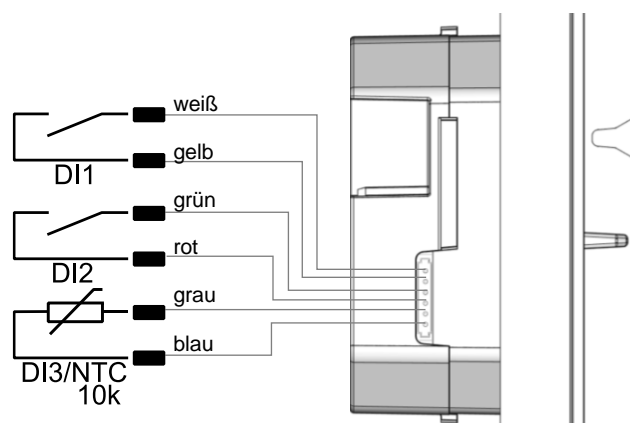 weiß
gelb
DI1
grün
rot
DI2
grau
blau
DI3/NTC
10k